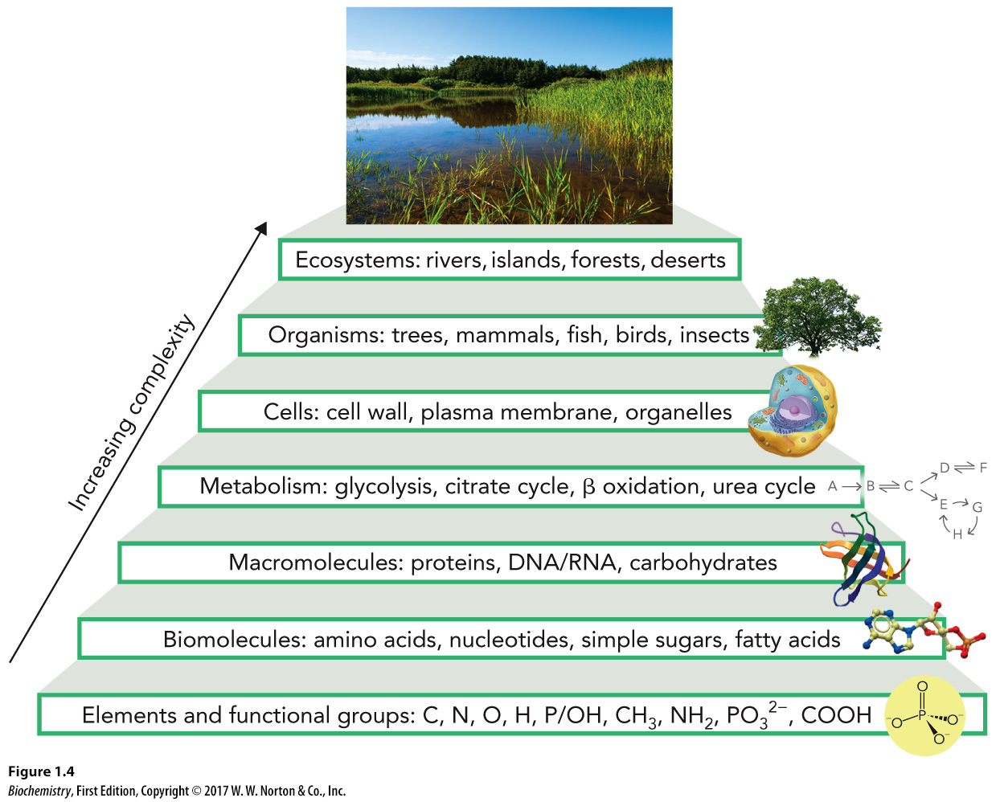 Ecosystems: rivers, islands, forests, deserts
Organisms: trees, mammals, fish, birds, insects
Cells: cell wall, plasma membrane, organelles
Metabolism: glycolysis, citrate cycle, β oxidation, urea cycle
A → B ⇌ C
D ⇌ F
E → G
H
Macromolecules: proteins, DNA/RNA, carbohydrates
Biomolecules: amino acids, nucleotides, simple sugars, fatty acids
Elements and functional groups: C, N, O, H, P/OH, CH₃, NH₂, PO₃²⁻, COOH
O
⁻O P O⁻
O⁻
Increasing complexity
Figure 1.4
Biochemistry, First Edition, Copyright © 2017 W. W. Norton & Co., Inc.